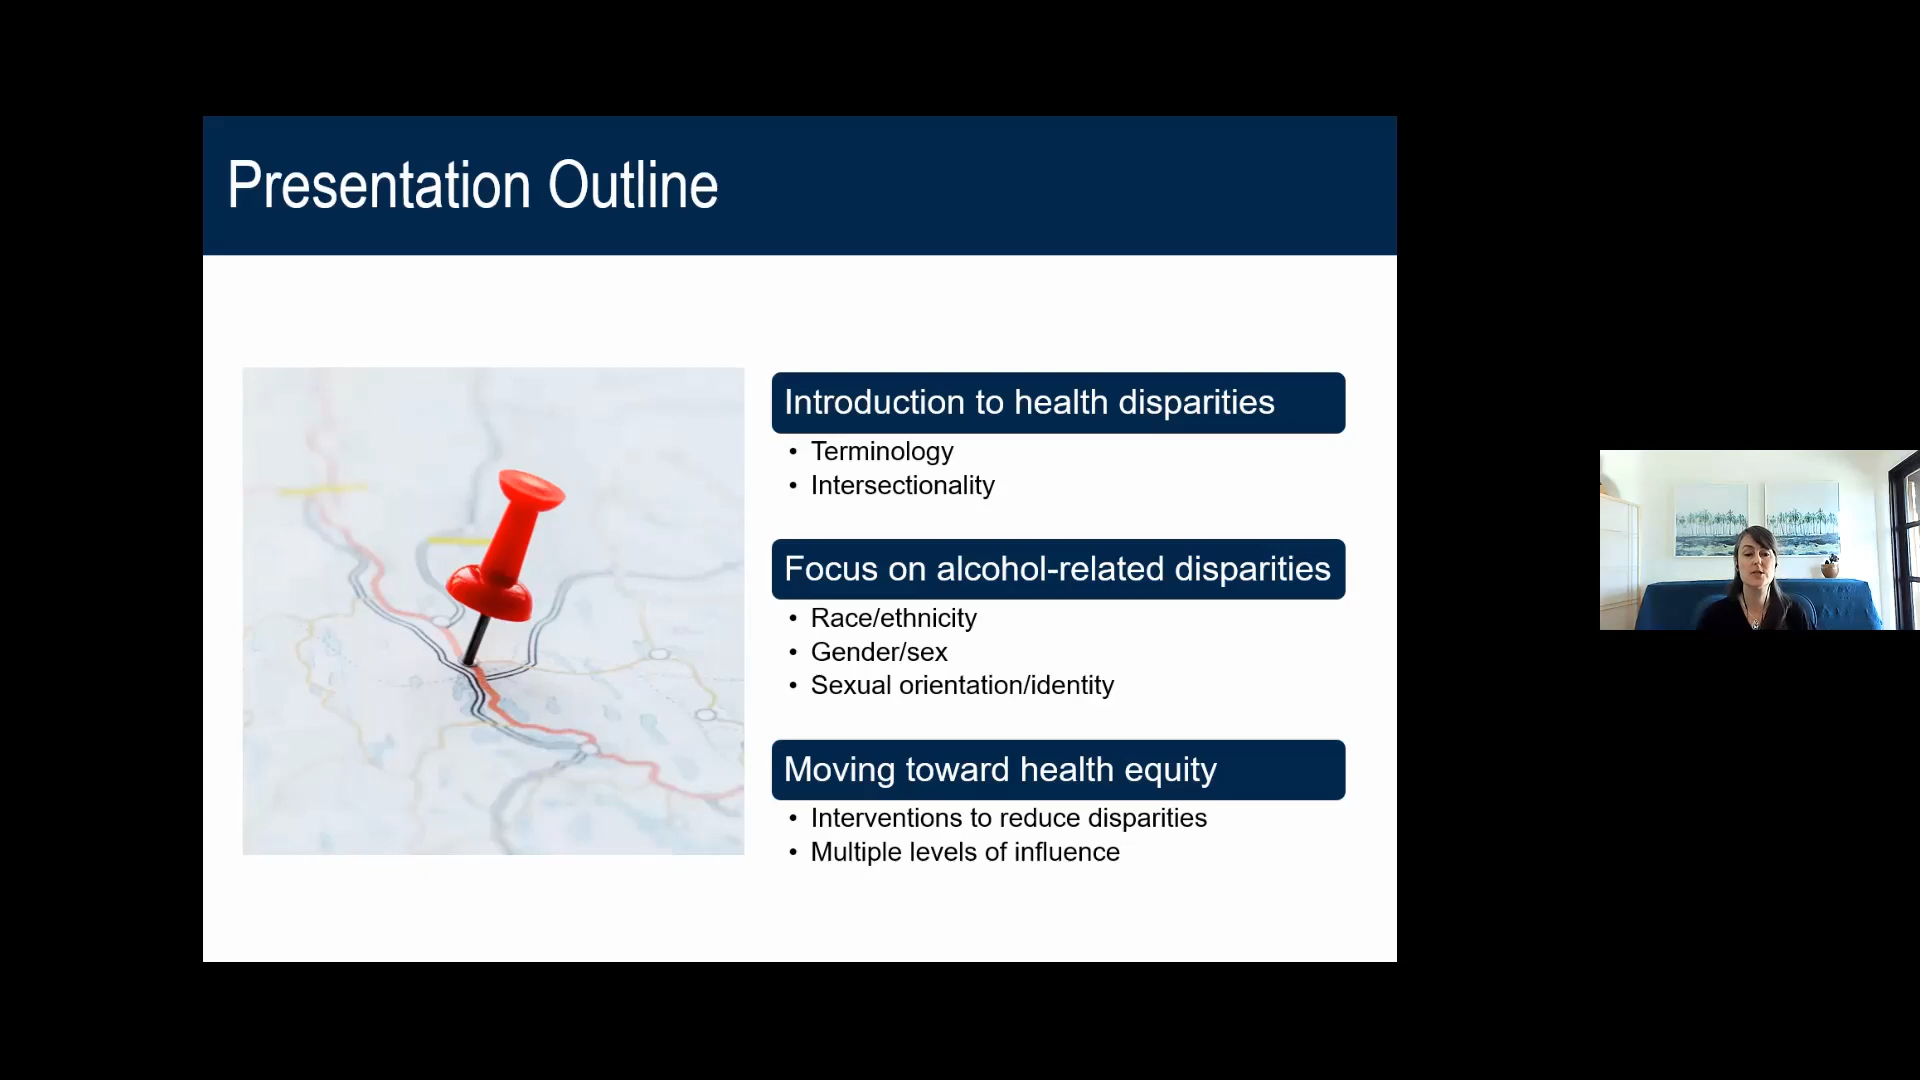 Presentation Outline
Introduction to health disparities
• Terminology
• Intersectionality
Focus on alcohol-related disparities
• Race/ethnicity
• Gender/sex
• Sexual orientation/identity
Moving toward health equity
• Interventions to reduce disparities
• Multiple levels of influence